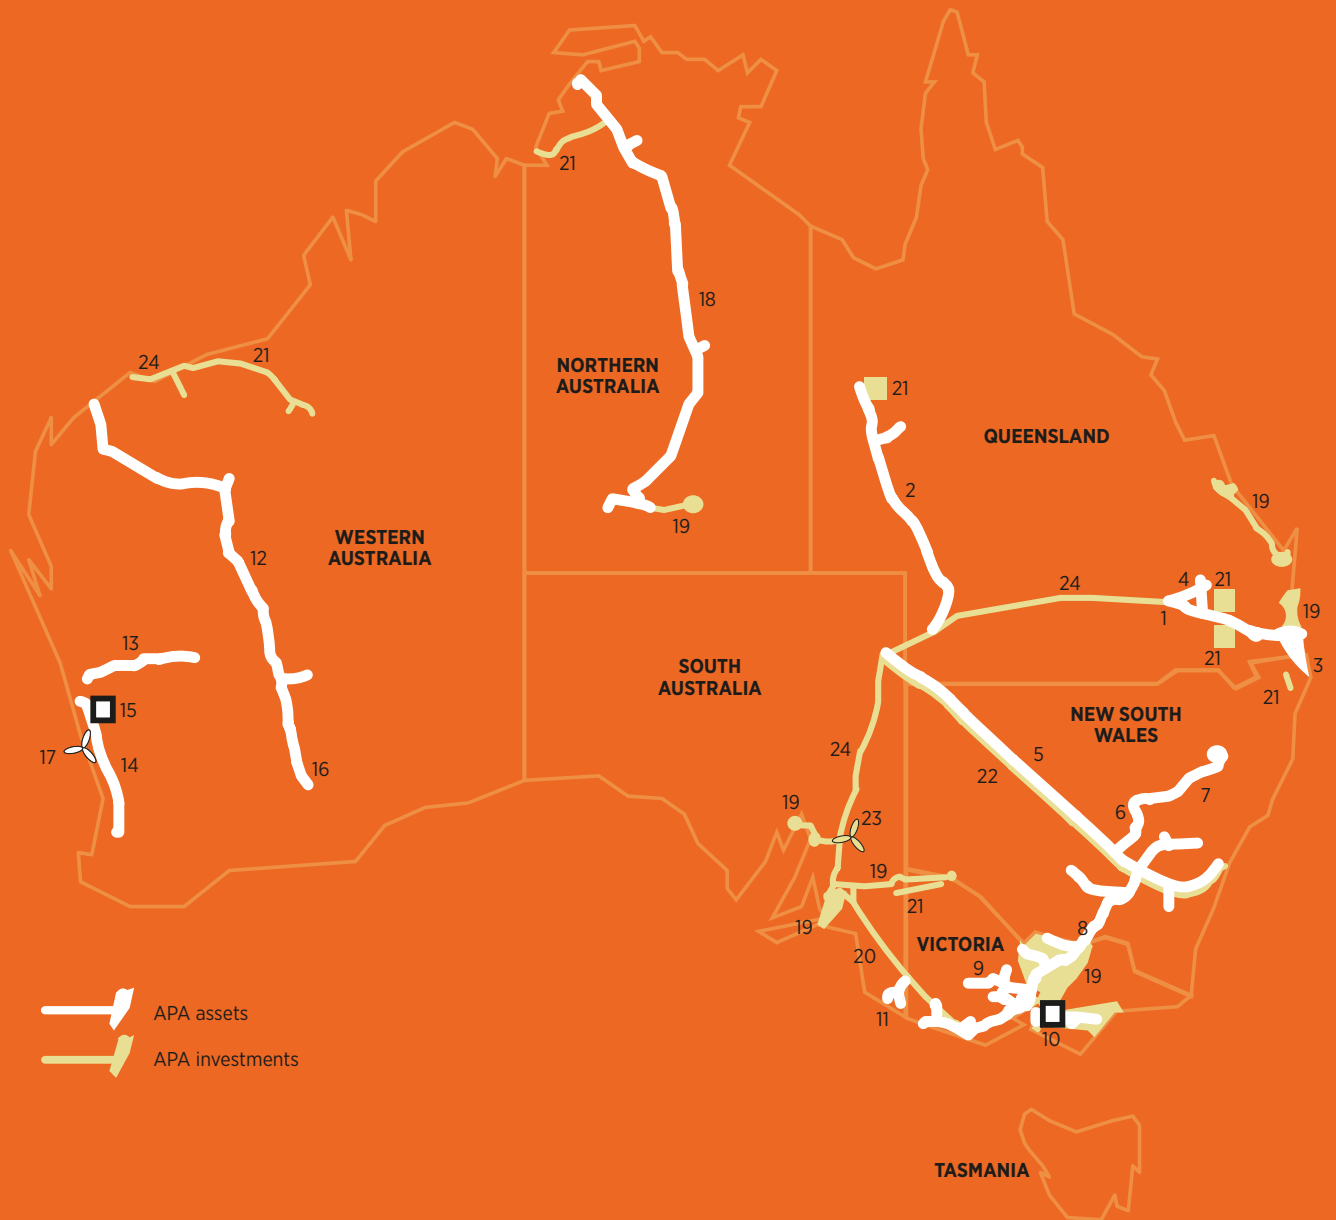 21
18
NORTHERN
AUSTRALIA
24
21
21
QUEENSLAND
2
19
19
WESTERN
AUSTRALIA
12
24
4
21
1
19
13
SOUTH
AUSTRALIA
21
3
21
15
NEW SOUTH
WALES
17
14
16
24
5
22
7
19
23
6
19
21
19
8
VICTORIA
20
9
19
11
10
APA assets
APA investments
TASMANIA